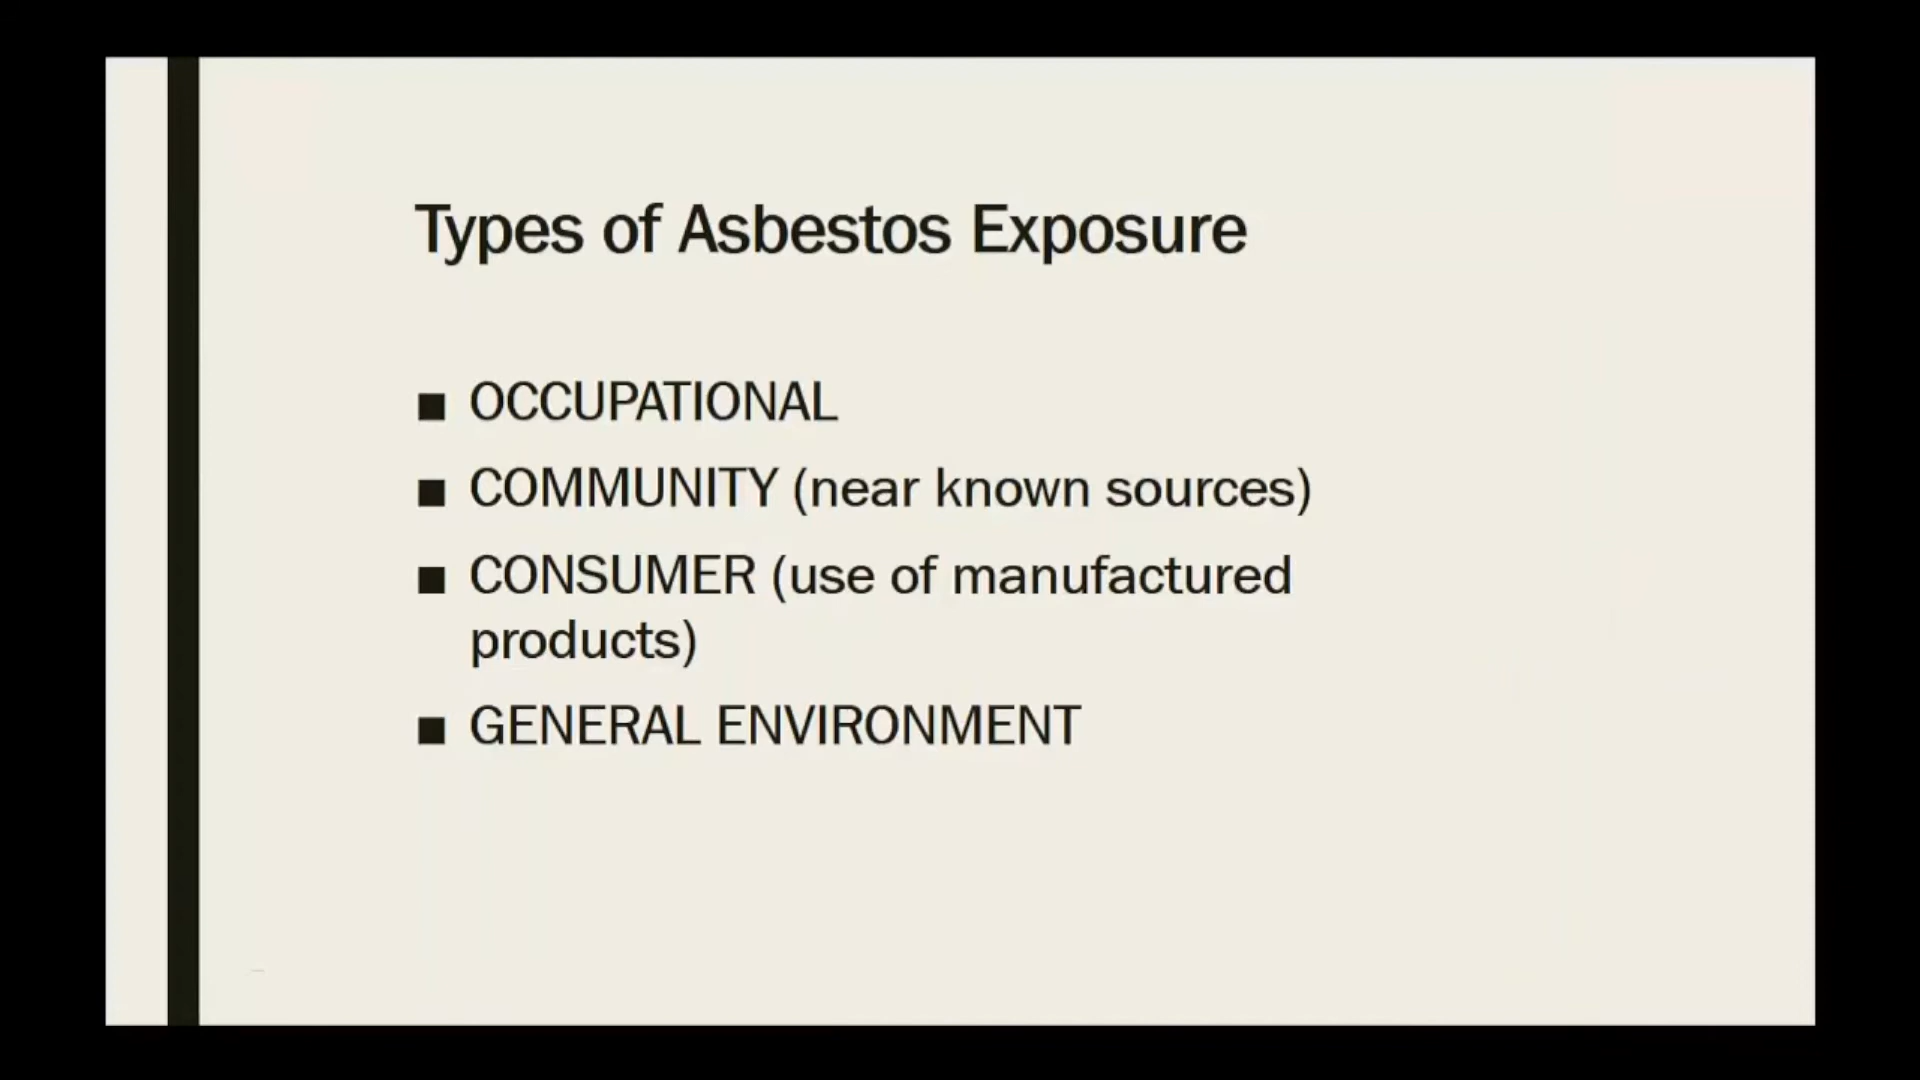 Types of Asbestos Exposure
■ OCCUPATIONAL
■ COMMUNITY (near known sources)
■ CONSUMER (use of manufactured
products)
■ GENERAL ENVIRONMENT